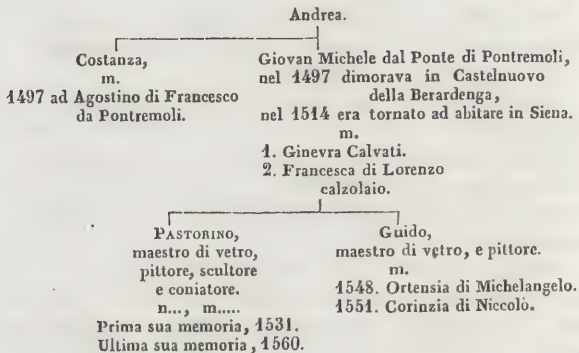 Andrea.
Costanza,
m.
1497 ad Agostino di Francesco
da Pontremoli.
Giovan Michele dal Ponte di Pontremoli,
nel 1497 dimorava in Castelnuovo
della Berardenga,
nel 1514 era tornato ad abitare in Siena.
m.
1. Ginevra Calvati.
2. Francesca di Lorenzo
calzolaio.
PASTORINO,
maestro di vetro,
pittore, scultore
e coniatore.
n..., m.....
Prima sua memoria, 1531.
Ultima sua memoria, 1560.
Guido,
maestro di vetro, e pittore.
m.
1548. Ortensia di Michelangelo.
1551. Corinzia di Niccolò.